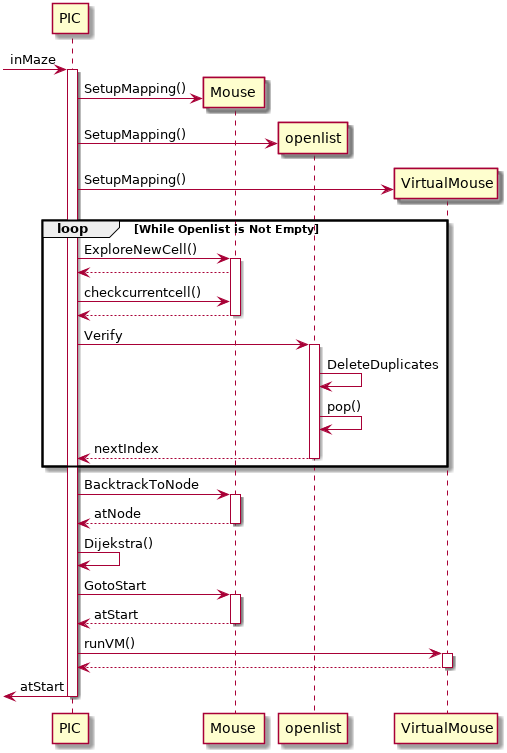 PIC
inMaze
SetupMapping()
Mouse
SetupMapping()
openlist
SetupMapping()
VirtualMouse
loop [While Openlist is Not Empty]
ExploreNewCell()
checkcurrentcell()
Verify
DeleteDuplicates
pop()
nextIndex
BacktrackToNode
atNode
Dijekstra()
GotoStart
atStart
runVM()
atStart
PIC Mouse openlist VirtualMouse